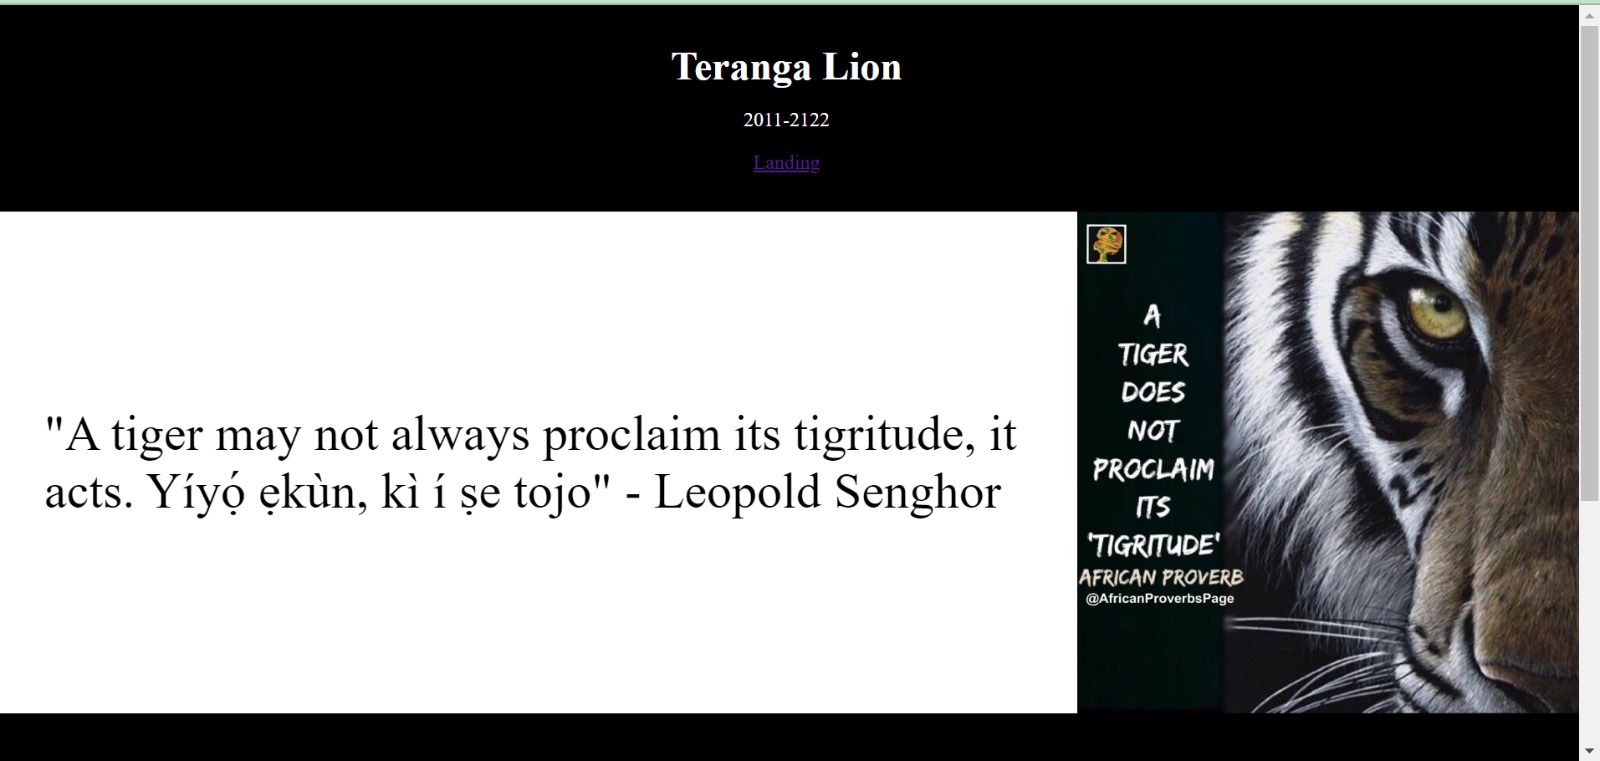 Teranga Lion
2011-2122
Landing
"A tiger may not always proclaim its tigritude, it
acts. Yíyọ́ ẹkùn, kì í ṣe tojo" - Leopold Senghor
A
TIGER
DOES
NOT
PROCLAIM
ITS
'TIGRITUDE'
AFRICAN PROVERB
@AfricanProverbsPage